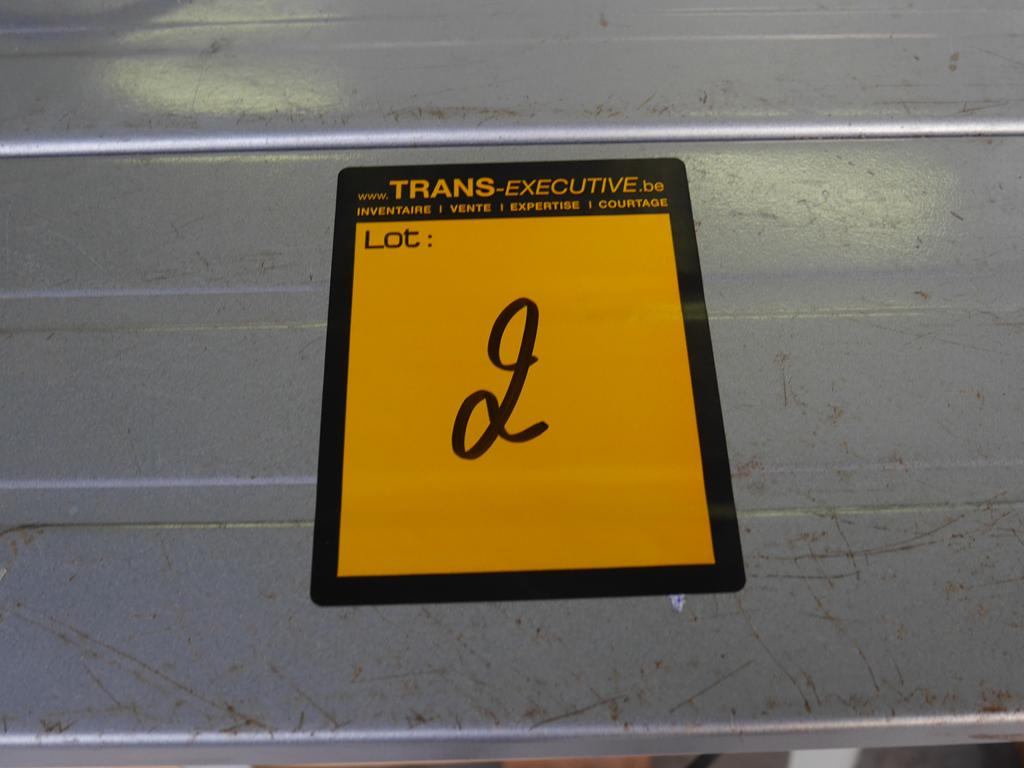 www.TRANS-EXECUTIVE.be
INVENTAIRE | VENTE | EXPERTISE | COURTAGE
Lot:
2